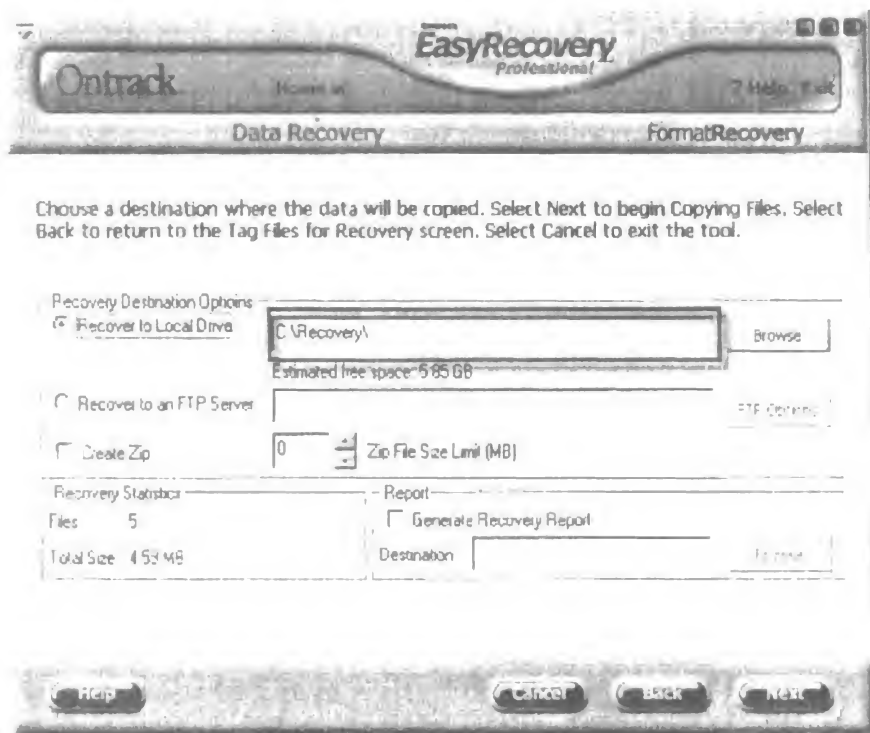 EasyRecovery
Professional
Ontrack
? Help Exit
Data Recovery
FormatRecovery
Choose a destination where the data will be copied. Select Next to begin Copying Files. Select
Back to return to the Tag Files for Recovery screen. Select Cancel to exit the tool.
Recovery Destination Options
Recover to Local Drive
C:\Recovery\
Browse
Estimated free space: 5.85 GB
Recover to an FTP Server
FTP Options
Create Zip
0
Zip File Size Limit (MB)
Recovery Statistics
Files 5
Total Size 4.53 MB
Report
Generate Recovery Report
Destination
Help
Cancel
Back
Next